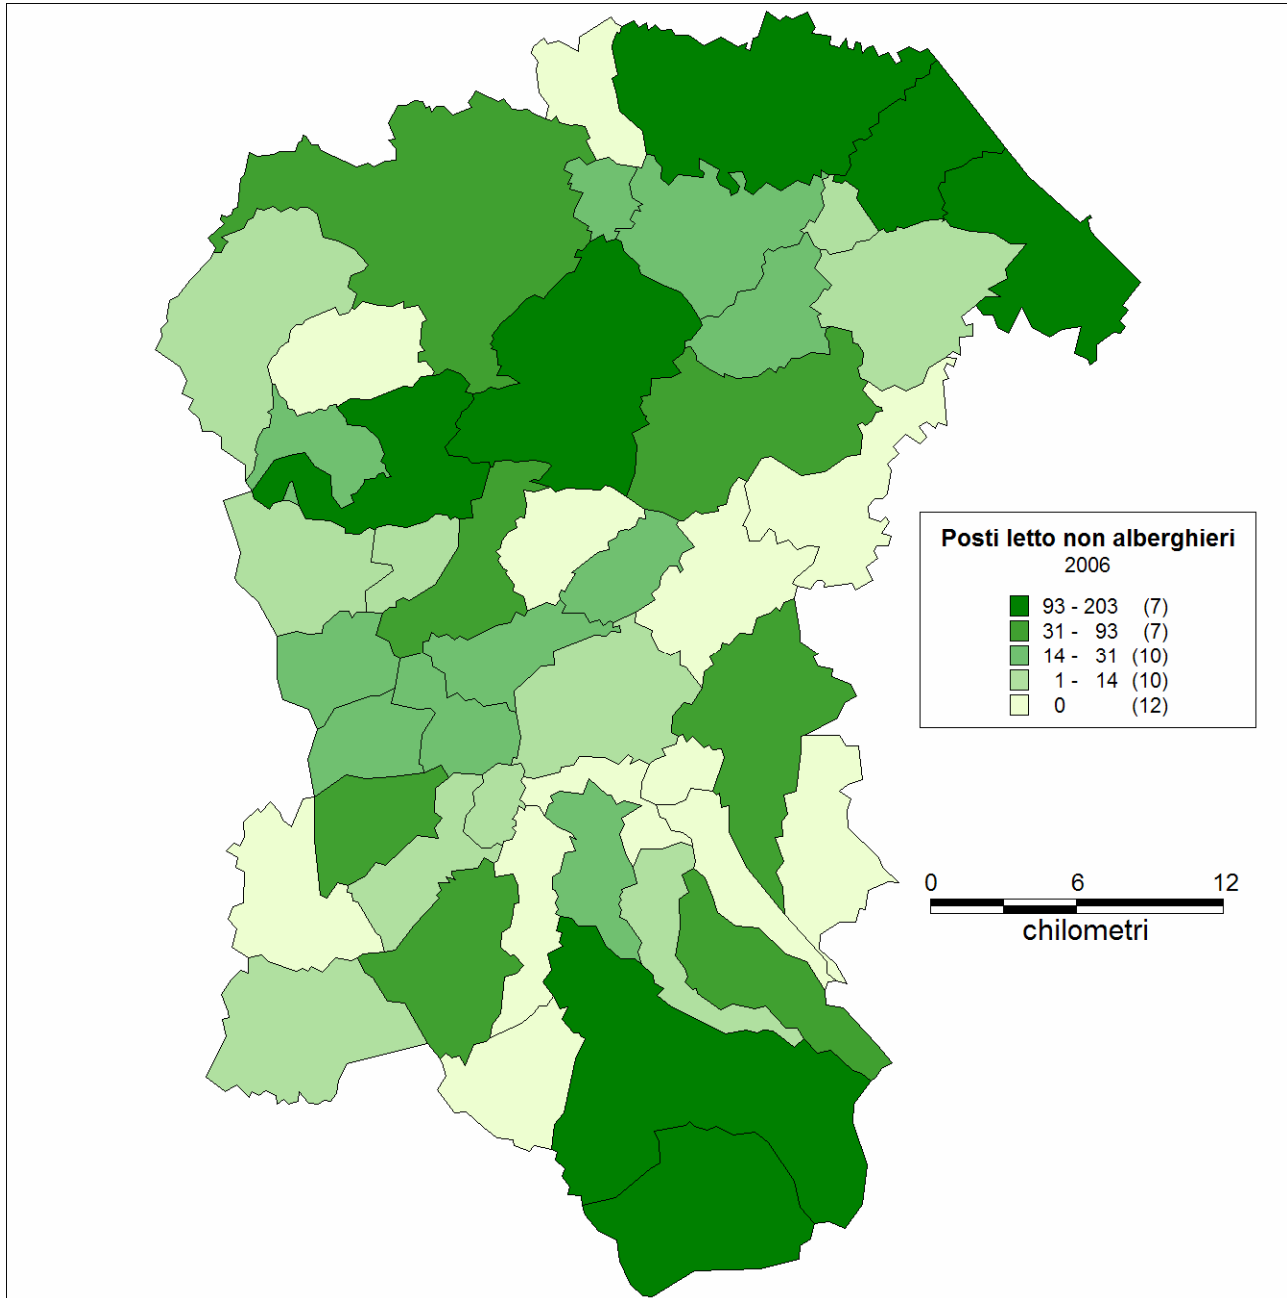 Posti letto non alberghieri
2006
93 - 203 (7)
31 - 93 (7)
14 - 31 (10)
1 - 14 (10)
0 (12)
0 6 12
chilometri